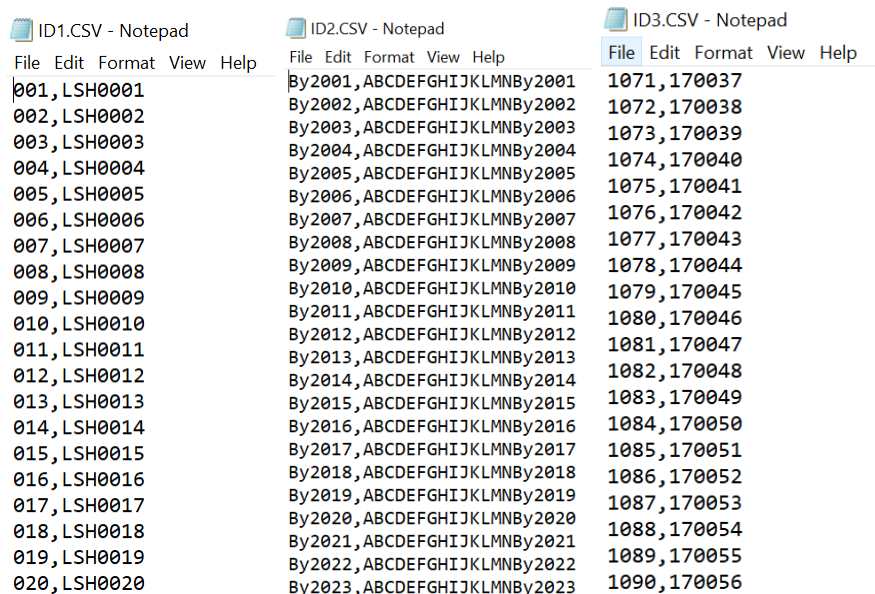 ID1.CSV - Notepad
File Edit Format View Help
001,LSH0001
002,LSH0002
003,LSH0003
004,LSH0004
005,LSH0005
006,LSH0006
007,LSH0007
008,LSH0008
009,LSH0009
010,LSH0010
011,LSH0011
012,LSH0012
013,LSH0013
014,LSH0014
015,LSH0015
016,LSH0016
017,LSH0017
018,LSH0018
019,LSH0019
020,LSH0020
ID2.CSV - Notepad
File Edit Format View Help
By2001,ABCDEFGHIJKLMNBy2001
By2002,ABCDEFGHIJKLMNBy2002
By2003,ABCDEFGHIJKLMNBy2003
By2004,ABCDEFGHIJKLMNBy2004
By2005,ABCDEFGHIJKLMNBy2005
By2006,ABCDEFGHIJKLMNBy2006
By2007,ABCDEFGHIJKLMNBy2007
By2008,ABCDEFGHIJKLMNBy2008
By2009,ABCDEFGHIJKLMNBy2009
By2010,ABCDEFGHIJKLMNBy2010
By2011,ABCDEFGHIJKLMNBy2011
By2012,ABCDEFGHIJKLMNBy2012
By2013,ABCDEFGHIJKLMNBy2013
By2014,ABCDEFGHIJKLMNBy2014
By2015,ABCDEFGHIJKLMNBy2015
By2016,ABCDEFGHIJKLMNBy2016
By2017,ABCDEFGHIJKLMNBy2017
By2018,ABCDEFGHIJKLMNBy2018
By2019,ABCDEFGHIJKLMNBy2019
By2020,ABCDEFGHIJKLMNBy2020
By2021,ABCDEFGHIJKLMNBy2021
By2022,ABCDEFGHIJKLMNBy2022
By2023,ABCDEFGHIJKLMNBy2023
ID3.CSV - Notepad
File Edit Format View Help
1071,170037
1072,170038
1073,170039
1074,170040
1075,170041
1076,170042
1077,170043
1078,170044
1079,170045
1080,170046
1081,170047
1082,170048
1083,170049
1084,170050
1085,170051
1086,170052
1087,170053
1088,170054
1089,170055
1090,170056